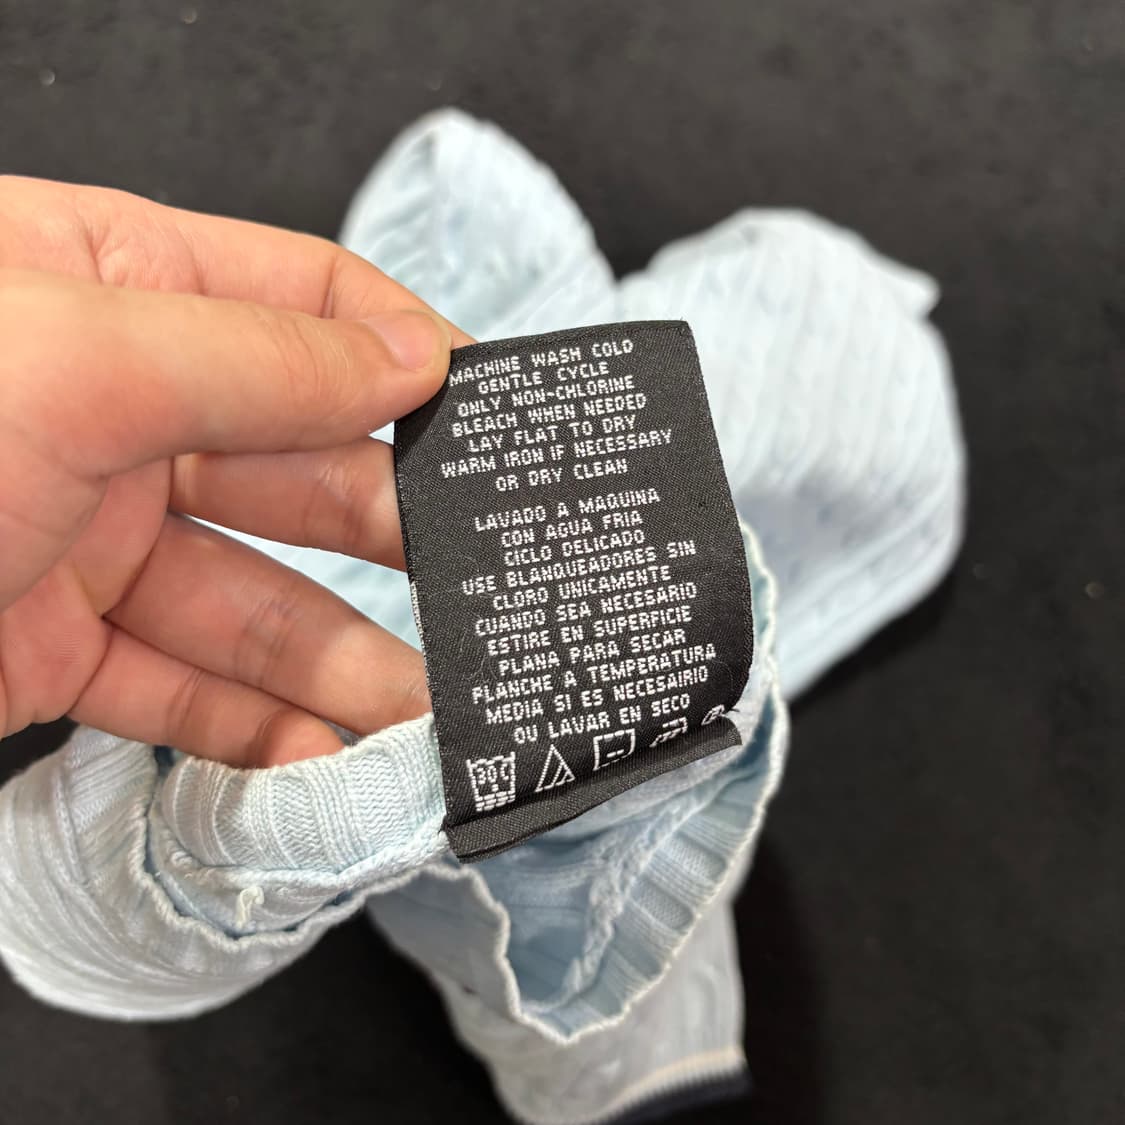 MACHINE WASH COLD
GENTLE CYCLE
ONLY NON-CHLORINE
BLEACH WHEN NEEDED
LAY FLAT TO DRY
WARM IRON IF NECESSARY
OR DRY CLEAN
LAVADO A MAQUINA
CON AGUA FRIA
CICLO DELICADO
USE BLANQUEADORES SIN
CLORO UNICAMENTE
CUANDO SEA NECESARIO
ESTIRE EN SUPERFICIE
PLANA PARA SECAR
PLANCHE A TEMPERATURA
MEDIA SI ES NECESAIRIO
OU LAVAR EN SECO
30C